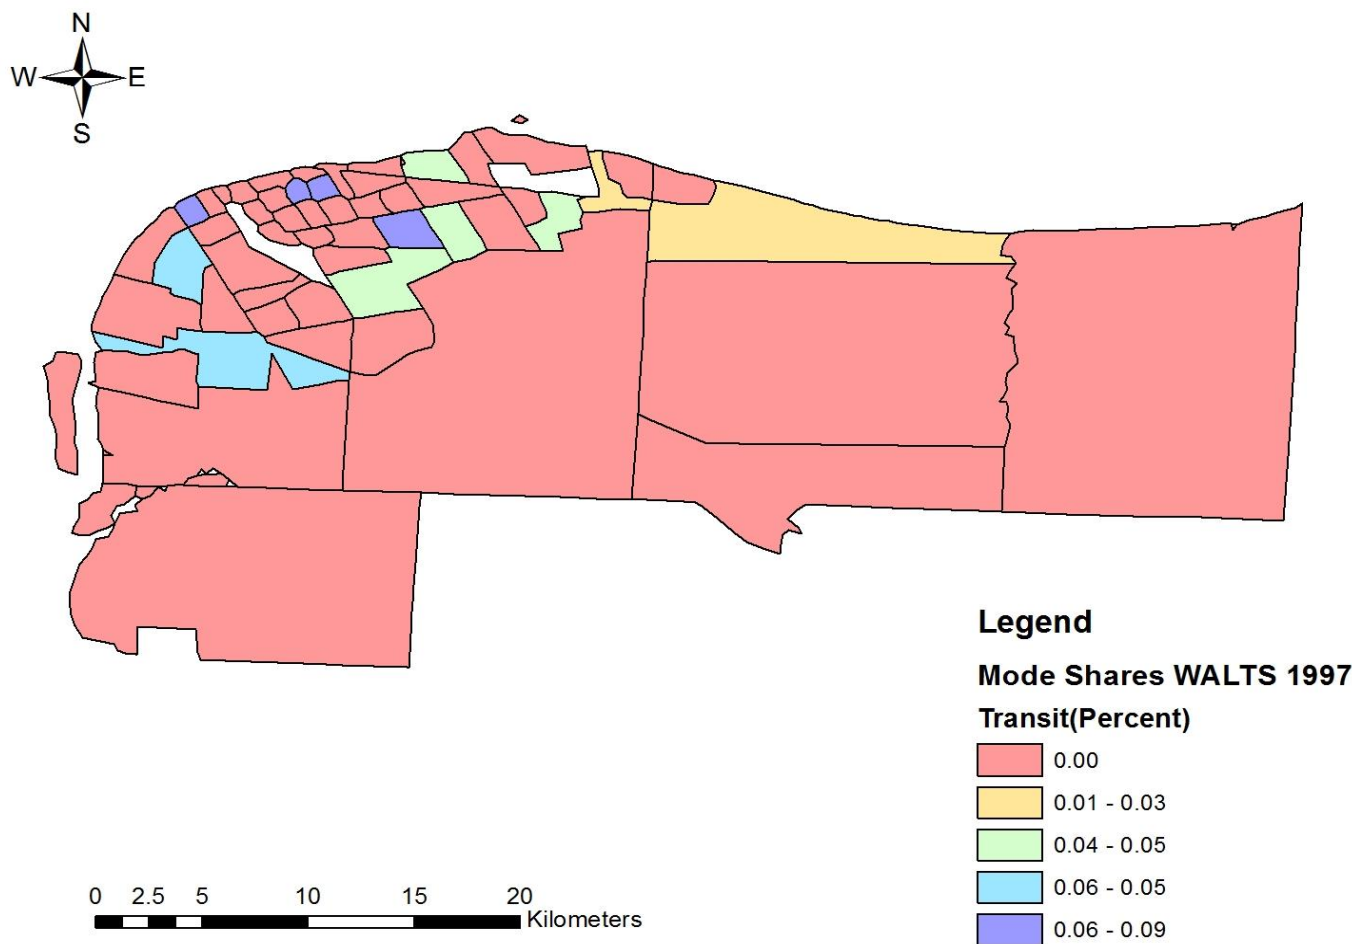 N
W E
S
Legend
Mode Shares WALTS 1997
Transit(Percent)
0.00
0.01 - 0.03
0.04 - 0.05
0.06 - 0.05
0.06 - 0.09
0 2.5 5 10 15 20
Kilometers